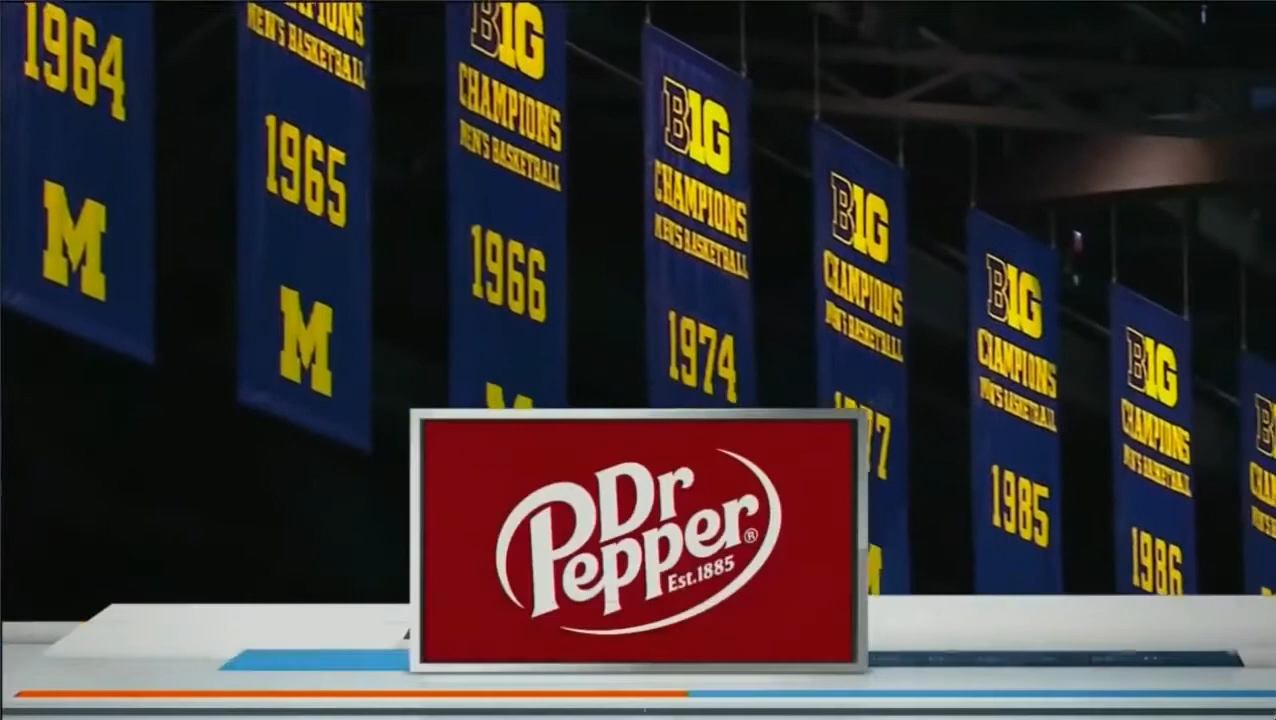 1964
M
CHAMPIONS
MEN'S BASKETBALL
1965
M
B1G
CHAMPIONS
MEN'S BASKETBALL
1966
M
B1G
CHAMPIONS
MEN'S BASKETBALL
1974
B1G
CHAMPIONS
MEN'S BASKETBALL
1977
M
B1G
CHAMPIONS
MEN'S BASKETBALL
1985
B1G
CHAMPIONS
MEN'S BASKETBALL
1986
Dr
Pepper®
Est.1885